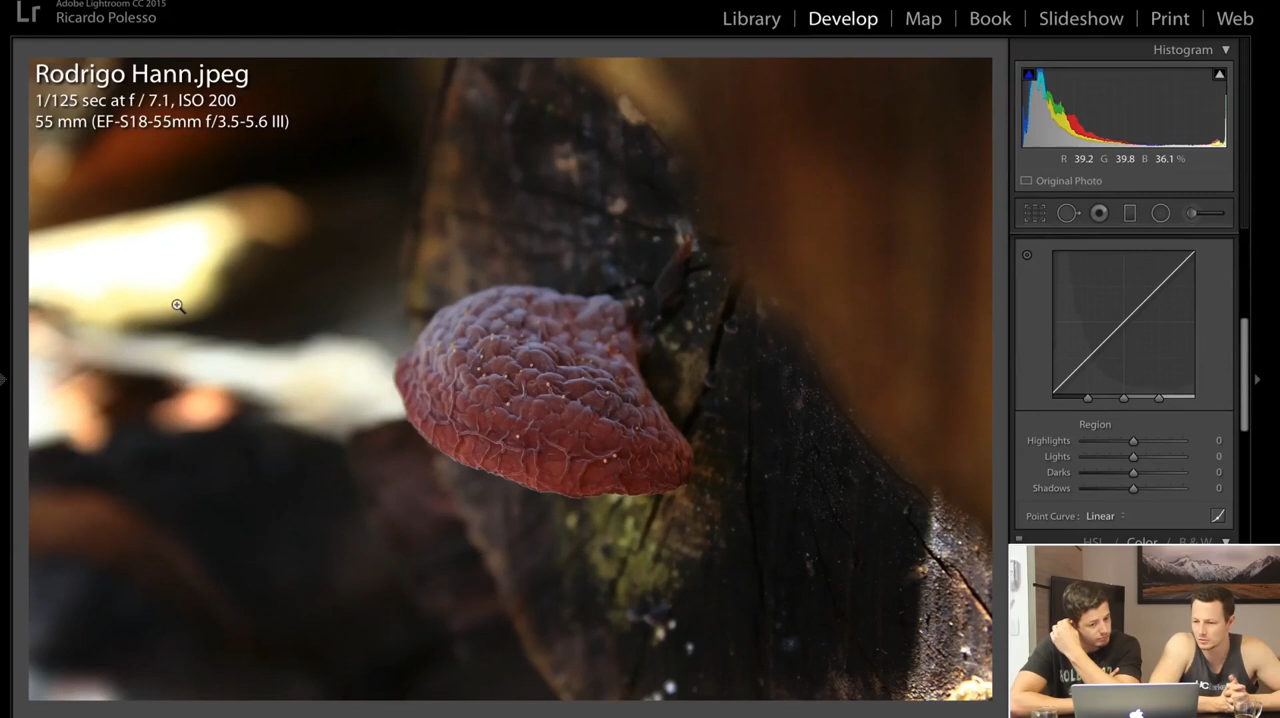 Lr
Adobe Lightroom CC 2015
Ricardo Polesso
Library | Develop | Map | Book | Slideshow | Print | Web
Rodrigo Hann.jpeg
1/125 sec at f / 7.1, ISO 200
55 mm (EF-S18-55mm f/3.5-5.6 III)
Histogram
R 39.2 G 39.8 B 36.1 %
Original Photo
Region
Highlights 0
Lights 0
Darks 0
Shadows 0
Point Curve : Linear
HSL / Color / B & W